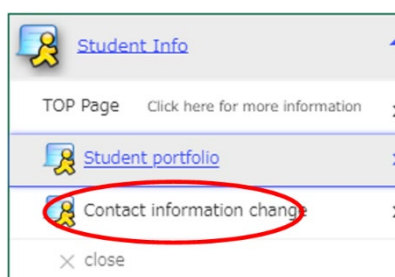 Student Info
TOP Page Click here for more information
Student portfolio
Contact information change
× close